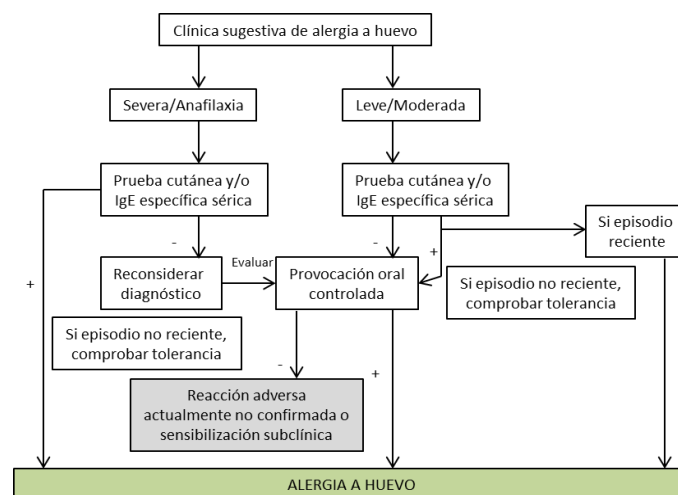 Clínica sugestiva de alergia a huevo
Severa/Anafilaxia
Leve/Moderada
Prueba cutánea y/o
IgE específica sérica
Prueba cutánea y/o
IgE específica sérica
Si episodio
reciente
-
-
+
+
Reconsiderar
diagnóstico
Evaluar
Provocación oral
controlada
Si episodio no reciente,
comprobar tolerancia
Si episodio no reciente,
comprobar tolerancia
-
+
Reacción adversa
actualmente no confirmada o
sensibilización subclínica
ALERGIA A HUEVO